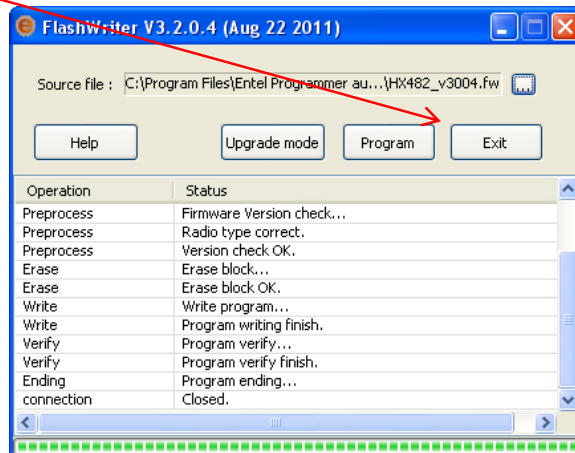 FlashWriter V3.2.0.4 (Aug 22 2011)
Source file : C:\Program Files\Entel Programmer au...\HX482_v3004.fw ...
Help Upgrade mode Program Exit
Operation Status
Preprocess Firmware Version check...
Preprocess Radio type correct.
Preprocess Version check OK.
Erase Erase block...
Erase Erase block OK.
Write Write program...
Write Program writing finish.
Verify Program verify...
Verify Program verify finish.
Ending Program ending...
connection Closed.